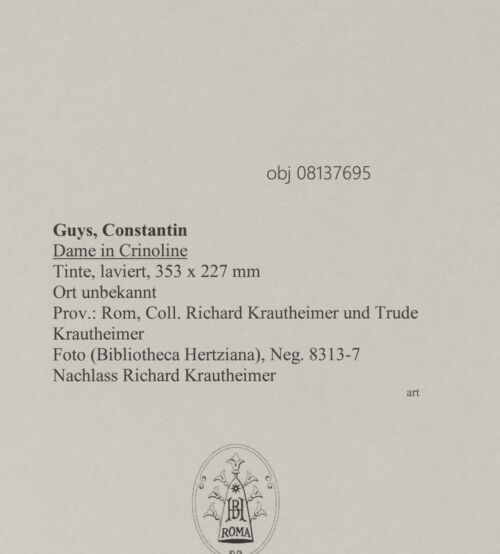 obj 08137695
Guys, Constantin
Dame in Crinoline
Tinte, laviert, 353 x 227 mm
Ort unbekannt
Prov.: Rom, Coll. Richard Krautheimer und Trude
Krautheimer
Foto (Bibliotheca Hertziana), Neg. 8313-7
Nachlass Richard Krautheimer
art
BH
ROMA